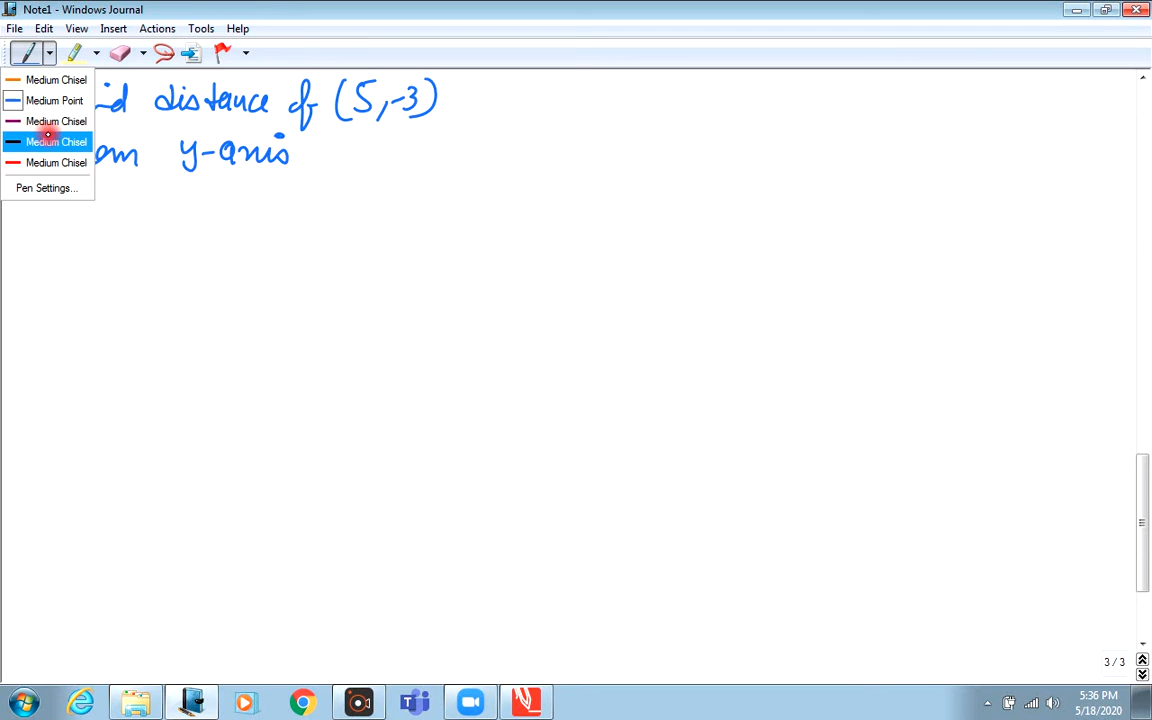 Note1 - Windows Journal
File Edit View Insert Actions Tools Help
Medium Chisel
Medium Point
Medium Chisel
Medium Chisel
Medium Chisel
Pen Settings...
distance of (5,-3)
y-axis
3 / 3
5:36 PM
5/18/2020